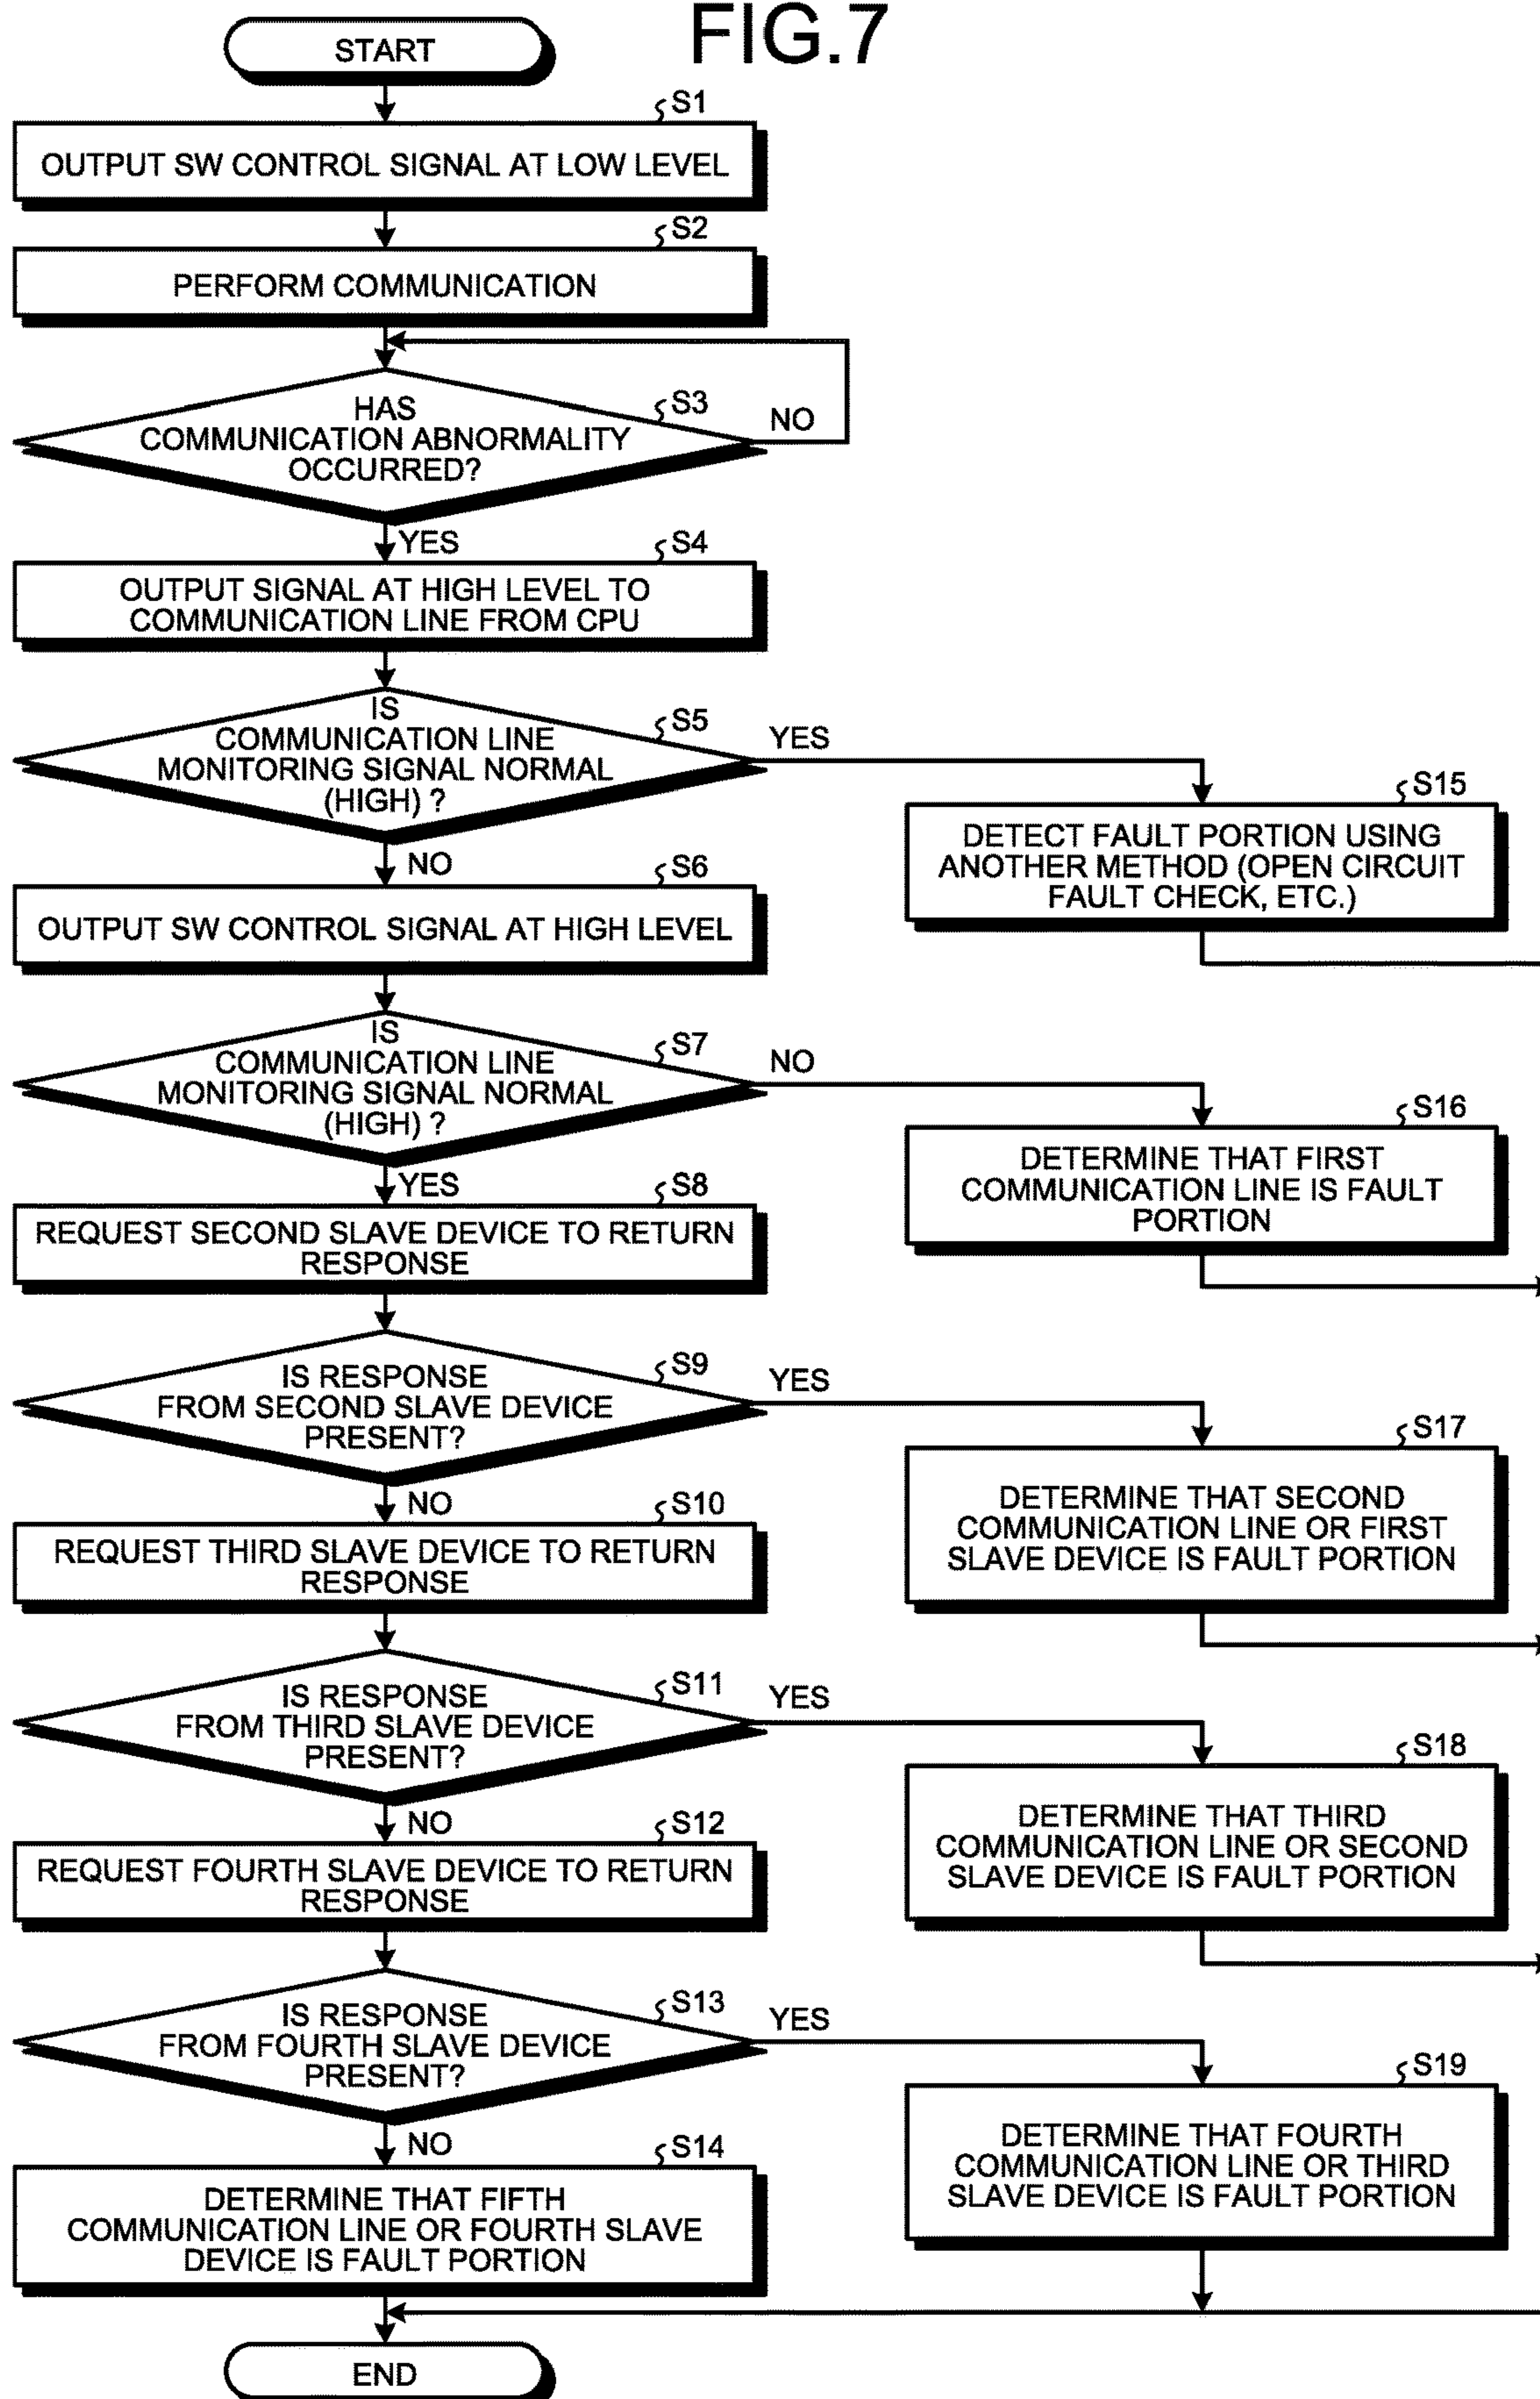 FIG.7
START
S1
OUTPUT SW CONTROL SIGNAL AT LOW LEVEL
S2
PERFORM COMMUNICATION
S3
HAS
COMMUNICATION ABNORMALITY
OCCURRED?
NO
YES
S4
OUTPUT SIGNAL AT HIGH LEVEL TO
COMMUNICATION LINE FROM CPU
S5
IS
COMMUNICATION LINE
MONITORING SIGNAL NORMAL
(HIGH) ?
YES
S15
DETECT FAULT PORTION USING
ANOTHER METHOD (OPEN CIRCUIT
FAULT CHECK, ETC.)
NO
S6
OUTPUT SW CONTROL SIGNAL AT HIGH LEVEL
S7
IS
COMMUNICATION LINE
MONITORING SIGNAL NORMAL
(HIGH) ?
NO
S16
DETERMINE THAT FIRST
COMMUNICATION LINE IS FAULT
PORTION
YES
S8
REQUEST SECOND SLAVE DEVICE TO RETURN
RESPONSE
S9
IS RESPONSE
FROM SECOND SLAVE DEVICE
PRESENT?
YES
S17
DETERMINE THAT SECOND
COMMUNICATION LINE OR FIRST
SLAVE DEVICE IS FAULT PORTION
NO
S10
REQUEST THIRD SLAVE DEVICE TO RETURN
RESPONSE
S11
IS RESPONSE
FROM THIRD SLAVE DEVICE
PRESENT?
YES
S18
DETERMINE THAT THIRD
COMMUNICATION LINE OR SECOND
SLAVE DEVICE IS FAULT PORTION
NO
S12
REQUEST FOURTH SLAVE DEVICE TO RETURN
RESPONSE
S13
IS RESPONSE
FROM FOURTH SLAVE DEVICE
PRESENT?
YES
S19
DETERMINE THAT FOURTH
COMMUNICATION LINE OR THIRD
SLAVE DEVICE IS FAULT PORTION
NO
S14
DETERMINE THAT FIFTH
COMMUNICATION LINE OR FOURTH SLAVE
DEVICE IS FAULT PORTION
END